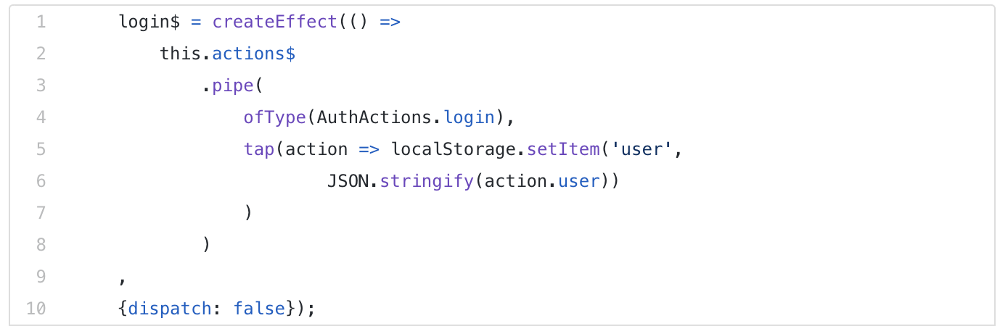 1 login$ = createEffect(() =>
2 this.actions$
3 .pipe(
4 ofType(AuthActions.login),
5 tap(action => localStorage.setItem('user',
6 JSON.stringify(action.user))
7 )
8 )
9 ,
10 {dispatch: false});